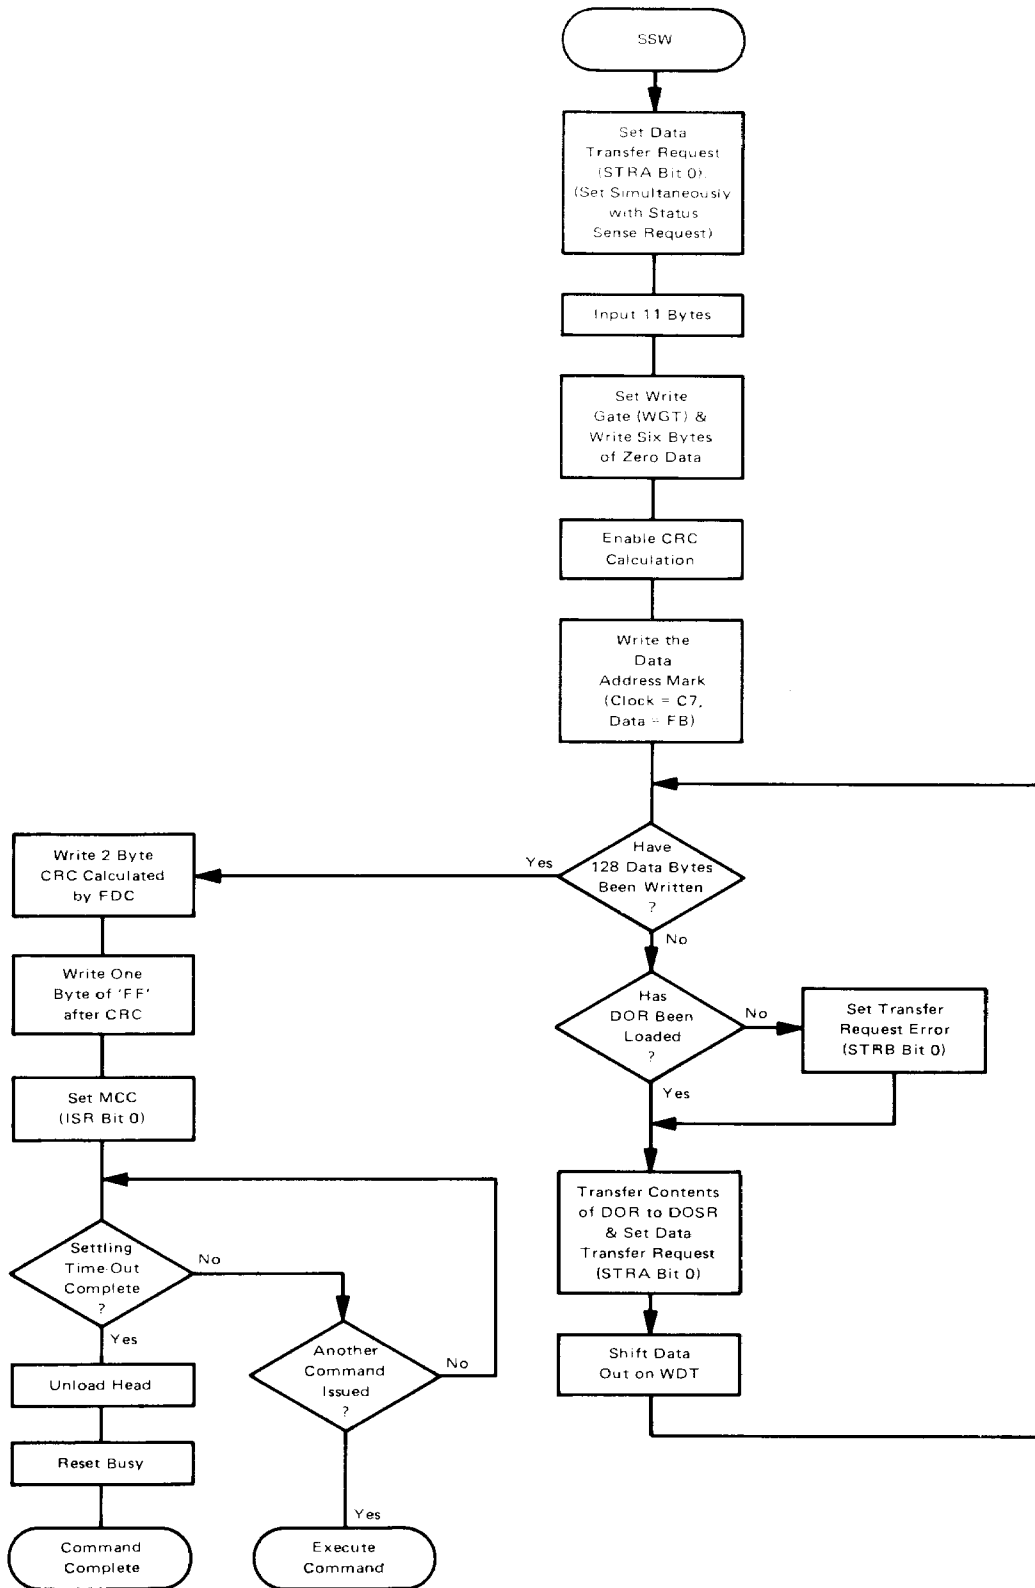 SSW
Set Data
Transfer Request
(STRA Bit 0).
(Set Simultaneously
with Status
Sense Request)
Input 11 Bytes
Set Write
Gate (WGT) &
Write Six Bytes
of Zero Data
Enable CRC
Calculation
Write the
Data
Address Mark
(Clock = C7,
Data = FB)
Have
128 Data Bytes
Been Written
?
Yes
No
Write 2 Byte
CRC Calculated
by FDC
Write One
Byte of 'FF'
after CRC
Set MCC
(ISR Bit 0)
Has
DOR Been
Loaded
?
No
Yes
Set Transfer
Request Error
(STRB Bit 0)
Transfer Contents
of DOR to DOSR
& Set Data
Transfer Request
(STRA Bit 0)
Shift Data
Out on WDT
Settling
Time-Out
Complete
?
No
Yes
Another
Command
Issued
?
No
Yes
Unload Head
Reset Busy
Command
Complete
Execute
Command